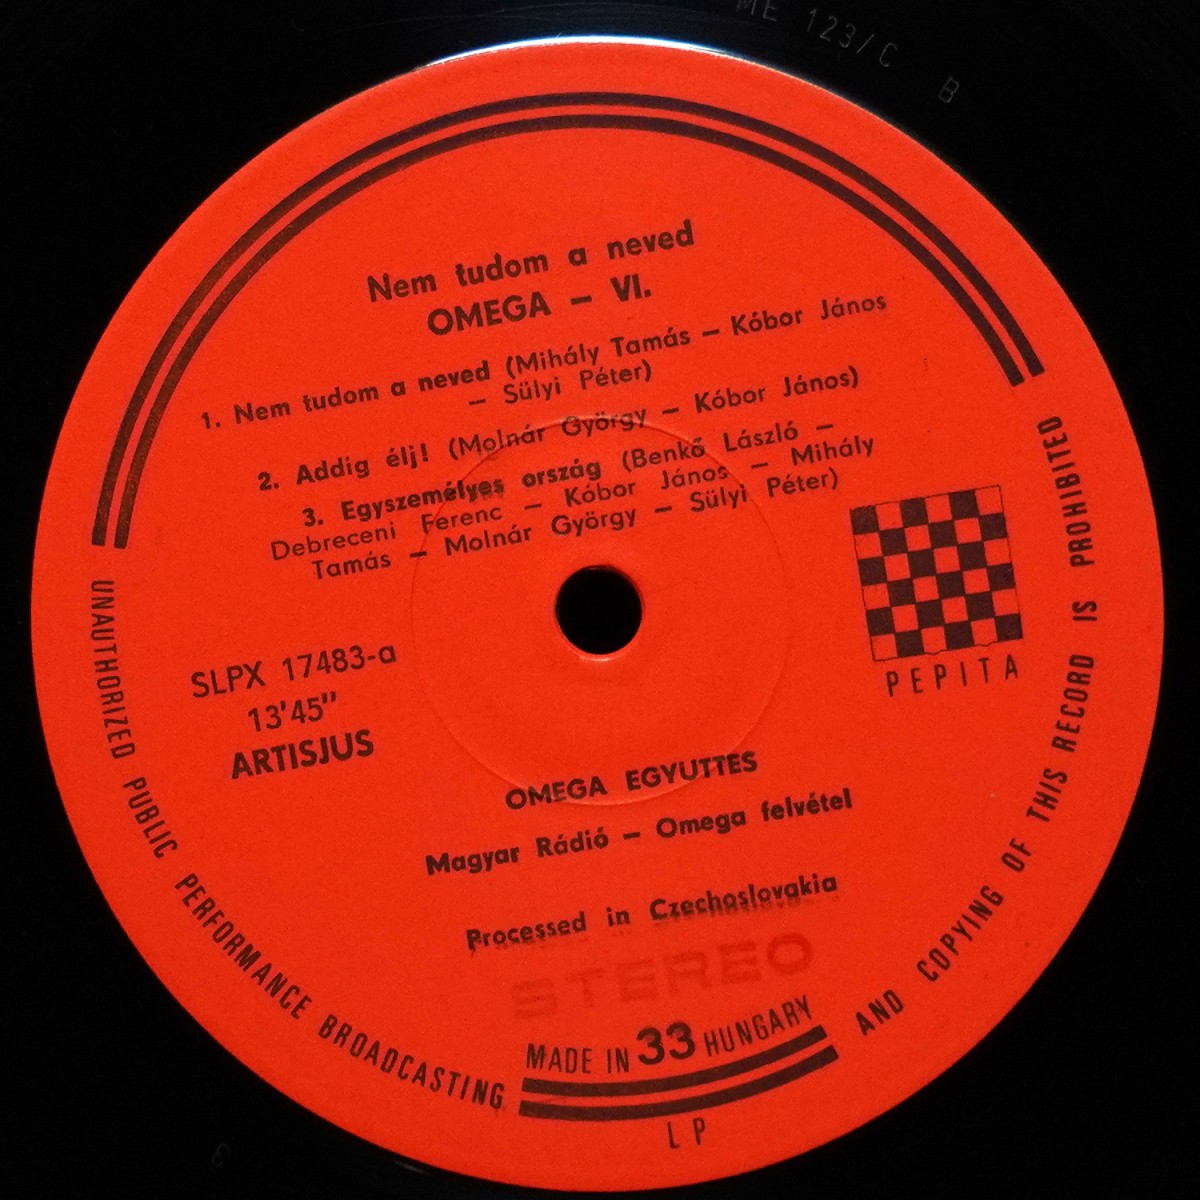 ME 123/C B
Nem tudom a neved
OMEGA – VI.
1. Nem tudom a neved (Mihály Tamás – Kóbor János
– Sülyi Péter)
2. Addig élj! (Molnár György – Kóbor János)
3. Egyszemélyes ország (Benkő László –
Debreceni Ferenc – Kóbor János – Mihály
Tamás – Molnár György – Sülyi Péter)
PEPITA
SLPX 17483-a
13'45"
ARTISJUS
OMEGA EGYUTTES
Magyar Rádió – Omega felvétel
Processed in Czechoslovakia
STEREO
MADE IN 33 HUNGARY
LP
UNAUTHORIZED PUBLIC PERFORMANCE BROADCASTING AND COPYING OF THIS RECORD IS PROHIBITED
3